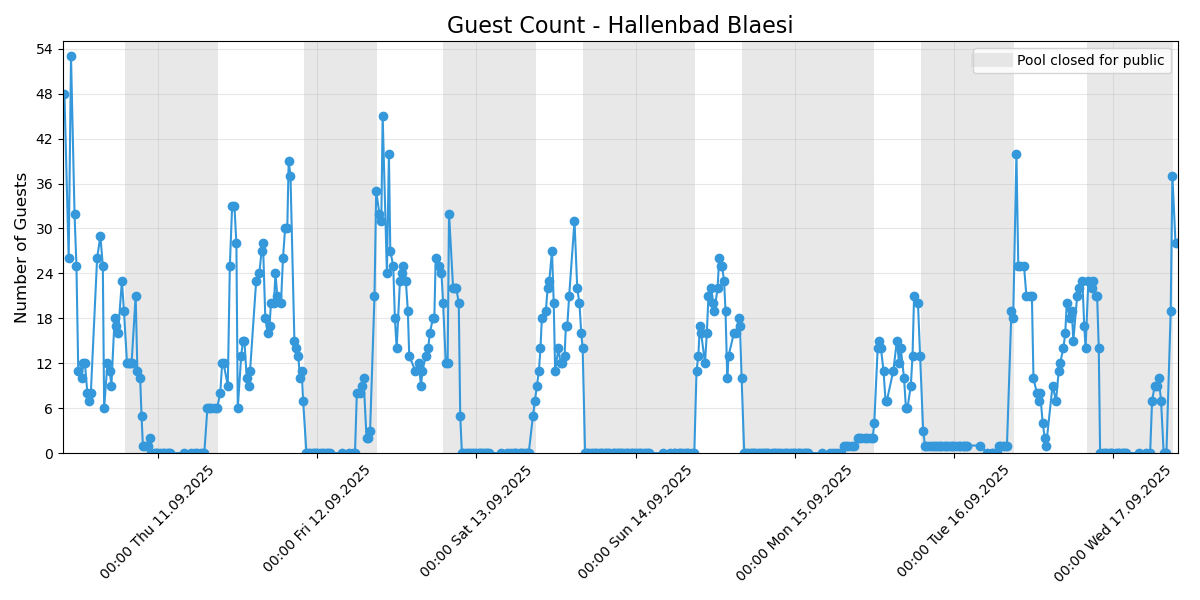 Guest Count - Hallenbad Blaesi
Pool closed for public
Number of Guests
54
48
42
36
30
24
18
12
6
0
00:00 Thu 11.09.2025
00:00 Fri 12.09.2025
00:00 Sat 13.09.2025
00:00 Sun 14.09.2025
00:00 Mon 15.09.2025
00:00 Tue 16.09.2025
00:00 Wed 17.09.2025